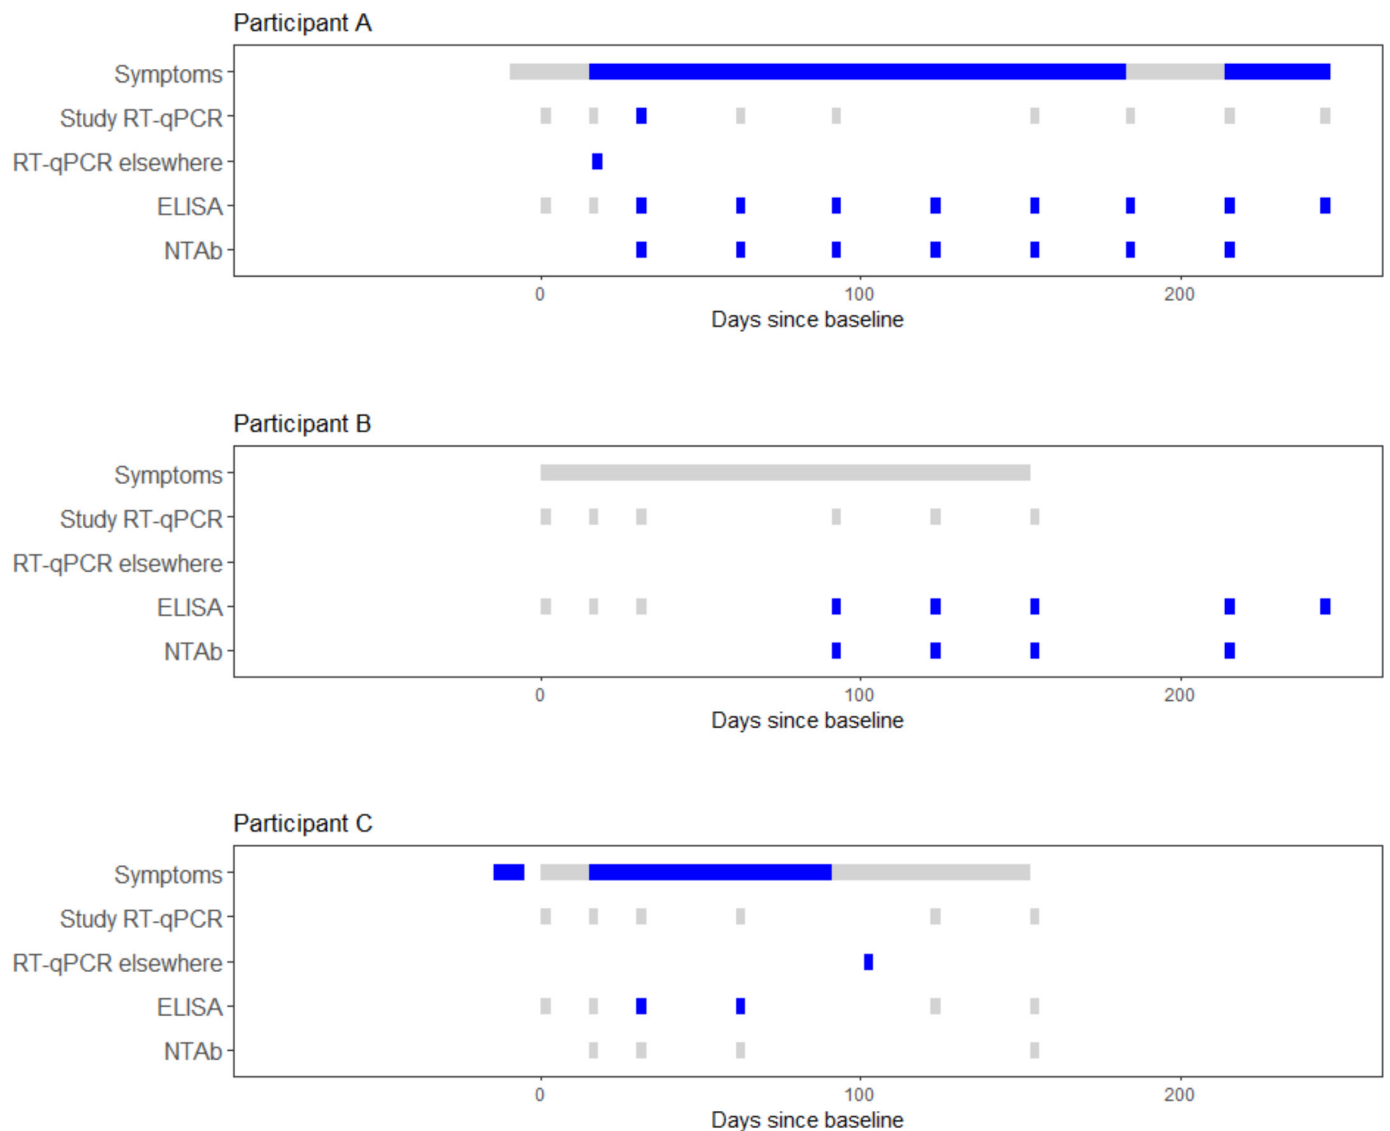 Participant A
Symptoms
Study RT-qPCR
RT-qPCR elsewhere
ELISA
NTAb
0 100 200
Days since baseline
Participant B
Symptoms
Study RT-qPCR
RT-qPCR elsewhere
ELISA
NTAb
0 100 200
Days since baseline
Participant C
Symptoms
Study RT-qPCR
RT-qPCR elsewhere
ELISA
NTAb
0 100 200
Days since baseline